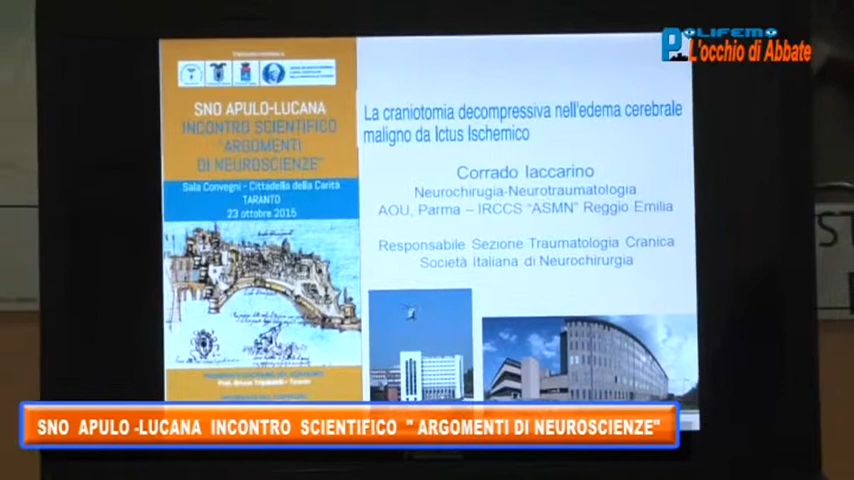 POLIFEMO
L'occhio di Abbate
SNO APULO-LUCANA
INCONTRO SCIENTIFICO
"ARGOMENTI
DI NEUROSCIENZE"
Sala Convegni - Cittadella della Carità
TARANTO
23 ottobre 2015
La craniotomia decompressiva nell'edema cerebrale
maligno da Ictus Ischemico
Corrado Iaccarino
Neurochirugia-Neurotraumatologia
AOU, Parma – IRCCS "ASMN" Reggio Emilia
Responsabile Sezione Traumatologia Cranica
Società Italiana di Neurochirurgia
ST
SNO APULO -LUCANA INCONTRO SCIENTIFICO " ARGOMENTI DI NEUROSCIENZE"